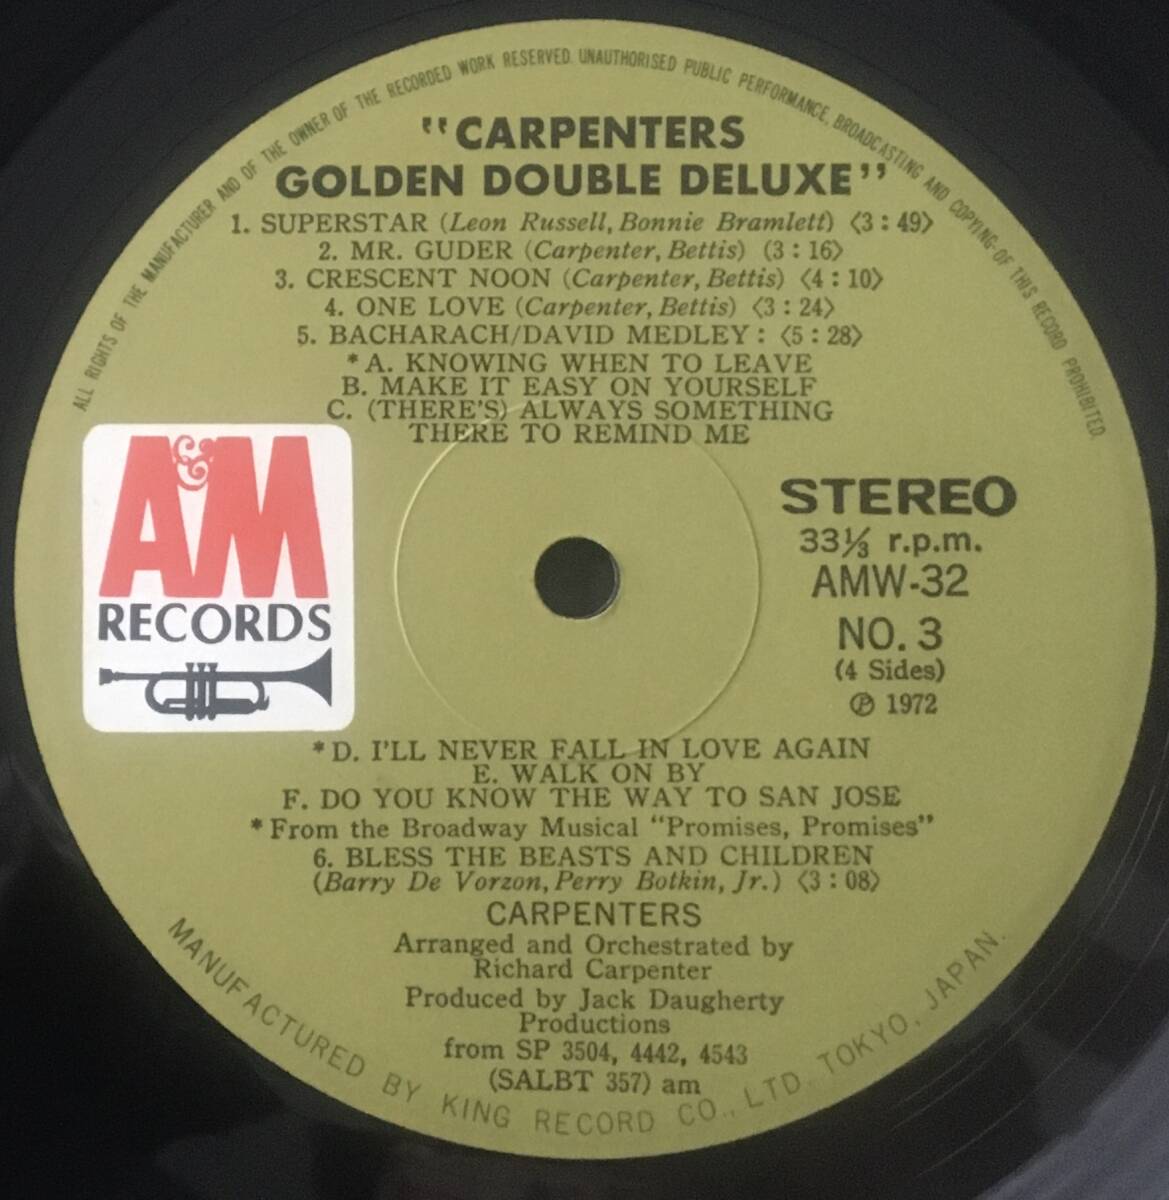 ALL RIGHTS OF THE MANUFACTURER AND OF THE OWNER OF THE RECORDED WORK RESERVED. UNAUTHORISED PUBLIC PERFORMANCE, BROADCASTING AND COPYING OF THIS RECORD PROHIBITED.
"CARPENTERS
GOLDEN DOUBLE DELUXE"
1. SUPERSTAR (Leon Russell, Bonnie Bramlett) 〈3 : 49〉
2. MR. GUDER (Carpenter, Bettis) (3 : 16〉
3. CRESCENT NOON (Carpenter, Bettis) 〈4 : 10〉
4. ONE LOVE (Carpenter, Bettis) 〈3 : 24〉
5. BACHARACH/DAVID MEDLEY : 〈5 : 28〉
*A. KNOWING WHEN TO LEAVE
B. MAKE IT EASY ON YOURSELF
C. (THERE'S) ALWAYS SOMETHING
THERE TO REMIND ME
A&M
RECORDS
STEREO
33⅓ r.p.m.
AMW-32
NO. 3
(4 Sides)
Ⓟ 1972
*D. I'LL NEVER FALL IN LOVE AGAIN
E. WALK ON BY
F. DO YOU KNOW THE WAY TO SAN JOSE
*From the Broadway Musical "Promises, Promises"
6. BLESS THE BEASTS AND CHILDREN
(Barry De Vorzon, Perry Botkin, Jr.) 〈3 : 08〉
CARPENTERS
Arranged and Orchestrated by
Richard Carpenter
Produced by Jack Daugherty
Productions
from SP 3504, 4442, 4543
(SALBT 357) am
MANUFACTURED BY KING RECORD CO., LTD. TOKYO, JAPAN.